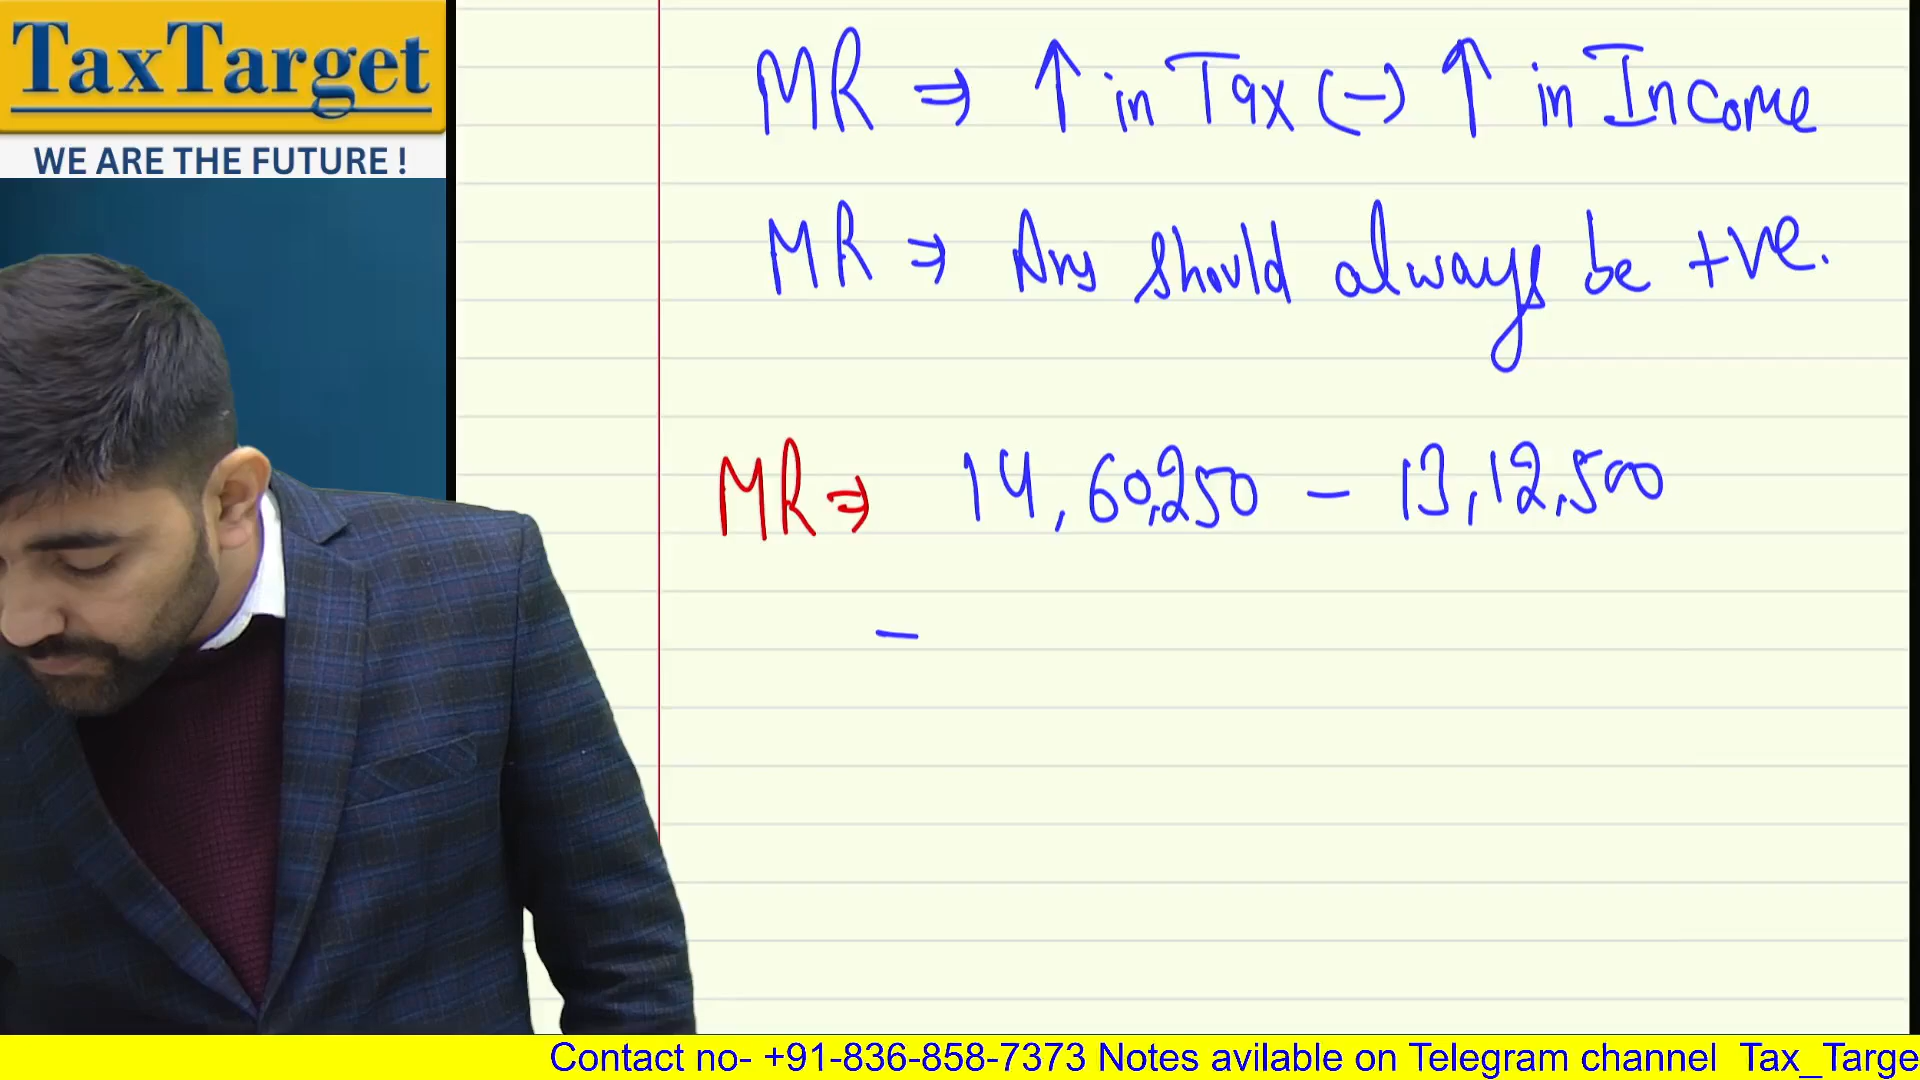 TaxTarget
WE ARE THE FUTURE !
MR ⇒ ↑ in Tax (-) ↑ in Income
MR ⇒ Ans should always be +ve.
MR ⇒ 14,60,250 - 13,12,500
-
Contact no- +91-836-858-7373 Notes avilable on Telegram channel Tax_Targe